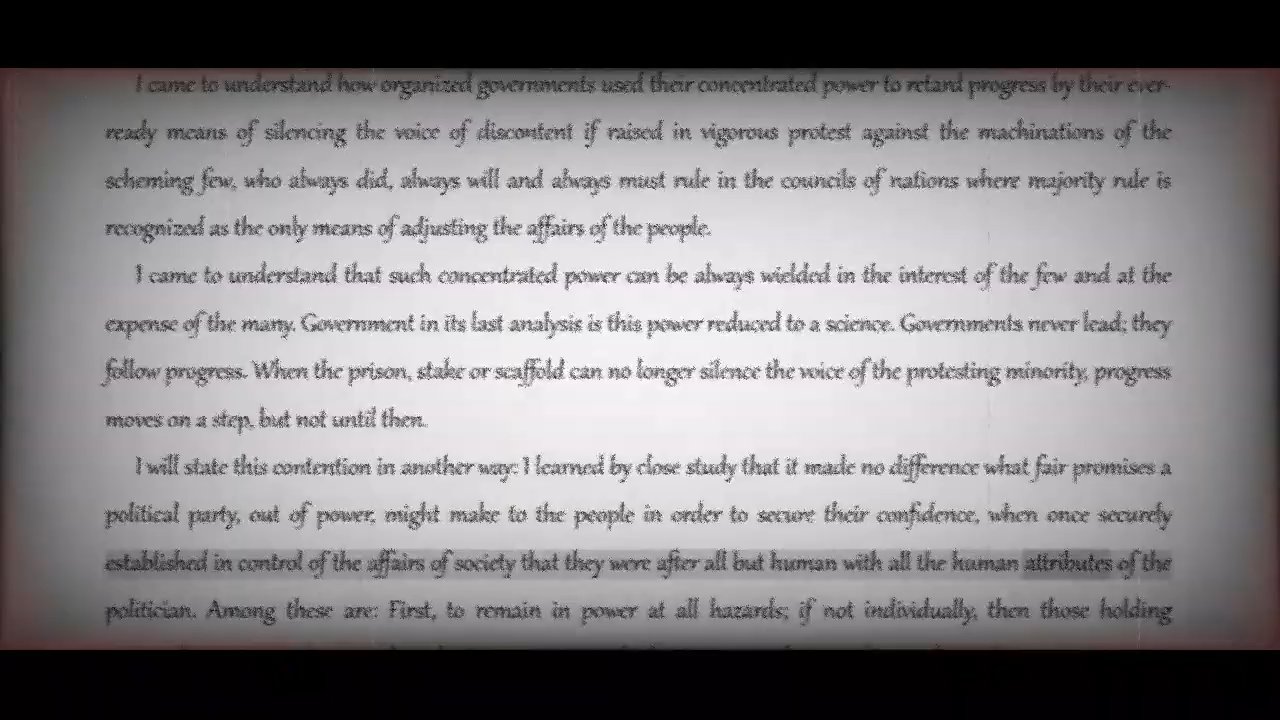 I came to understand how organized governments used their concentrated power to retard progress by their ever-
ready means of silencing the voice of discontent if raised in vigorous protest against the machinations of the
scheming few, who always did, always will and always must rule in the councils of nations where majority rule is
recognized as the only means of adjusting the affairs of the people.
I came to understand that such concentrated power can be always wielded in the interest of the few and at the
expense of the many. Government in its last analysis is this power reduced to a science. Governments never lead; they
follow progress. When the prison, stake or scaffold can no longer silence the voice of the protesting minority, progress
moves on a step, but not until then.
I will state this contention in another way: I learned by close study that it made no difference what fair promises a
political party, out of power, might make to the people in order to secure their confidence, when once securely
established in control of the affairs of society that they were after all but human with all the human attributes of the
politician. Among these are: First, to remain in power at all hazards; if not individually, then those holding